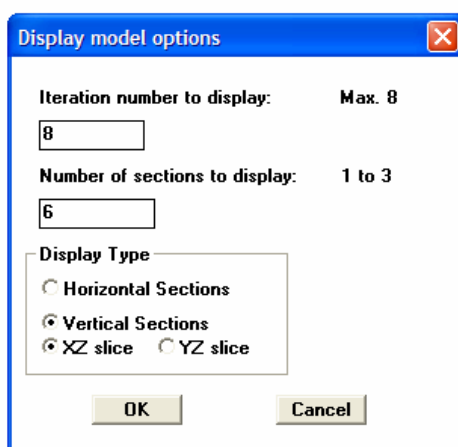 Display model options
Iteration number to display: Max. 8
8
Number of sections to display: 1 to 3
6
Display Type
Horizontal Sections
Vertical Sections
XZ slice YZ slice
OK Cancel